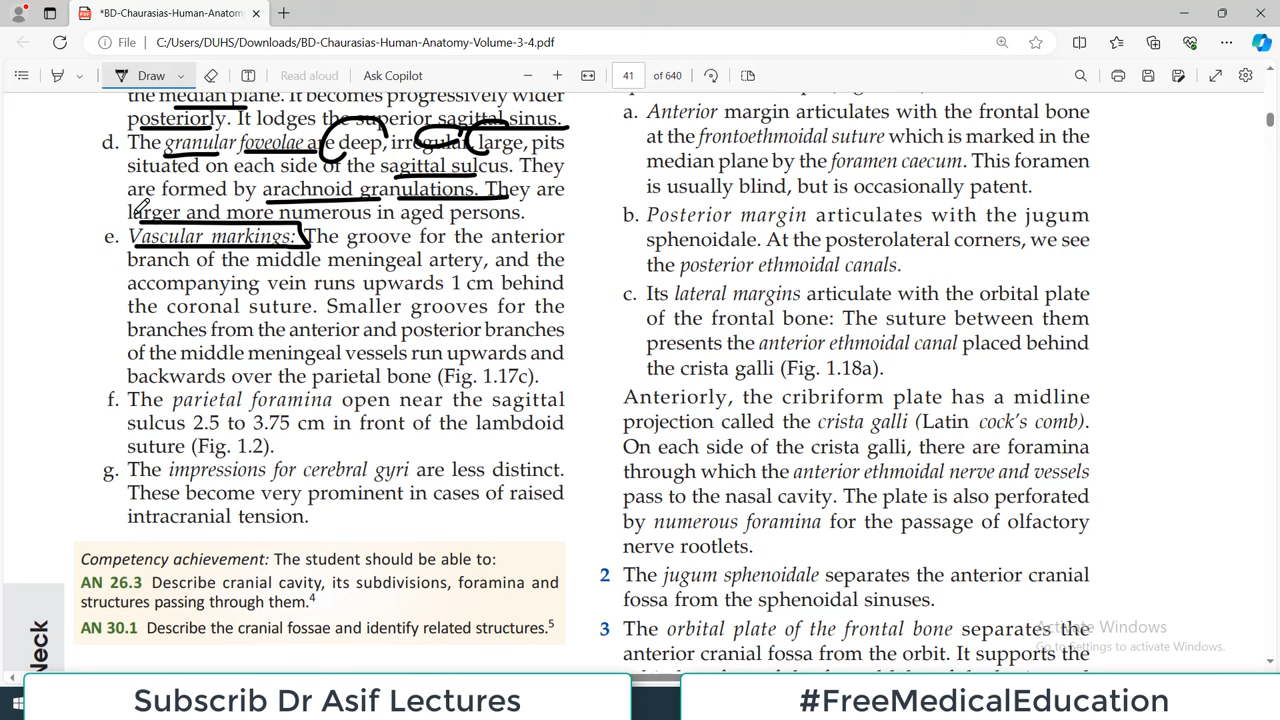 *BD-Chaurasias-Human-Anatomy-
File
C:/Users/DUHS/Downloads/BD-Chaurasias-Human-Anatomy-Volume-3-4.pdf
Draw
Read aloud
Ask Copilot
41 of 640
the median plane. It becomes progressively wider
posteriorly. It lodges the superior sagittal sinus.
d. The granular foveolae are deep, irregular, large, pits
situated on each side of the sagittal sulcus. They
are formed by arachnoid granulations. They are
larger and more numerous in aged persons.
e. Vascular markings: The groove for the anterior
branch of the middle meningeal artery, and the
accompanying vein runs upwards 1 cm behind
the coronal suture. Smaller grooves for the
branches from the anterior and posterior branches
of the middle meningeal vessels run upwards and
backwards over the parietal bone (Fig. 1.17c).
f. The parietal foramina open near the sagittal
sulcus 2.5 to 3.75 cm in front of the lambdoid
suture (Fig. 1.2).
g. The impressions for cerebral gyri are less distinct.
These become very prominent in cases of raised
intracranial tension.
Competency achievement: The student should be able to:
AN 26.3 Describe cranial cavity, its subdivisions, foramina and
structures passing through them.4
AN 30.1 Describe the cranial fossae and identify related structures.5
Neck
a. Anterior margin articulates with the frontal bone
at the frontoethmoidal suture which is marked in the
median plane by the foramen caecum. This foramen
is usually blind, but is occasionally patent.
b. Posterior margin articulates with the jugum
sphenoidale. At the posterolateral corners, we see
the posterior ethmoidal canals.
c. Its lateral margins articulate with the orbital plate
of the frontal bone: The suture between them
presents the anterior ethmoidal canal placed behind
the crista galli (Fig. 1.18a).
Anteriorly, the cribriform plate has a midline
projection called the crista galli (Latin cock's comb).
On each side of the crista galli, there are foramina
through which the anterior ethmoidal nerve and vessels
pass to the nasal cavity. The plate is also perforated
by numerous foramina for the passage of olfactory
nerve rootlets.
2 The jugum sphenoidale separates the anterior cranial
fossa from the sphenoidal sinuses.
3 The orbital plate of the frontal bone separates the
anterior cranial fossa from the orbit. It supports the
Activate Windows
Go to Settings to activate Windows.
Subscrib Dr Asif Lectures
#FreeMedicalEducation